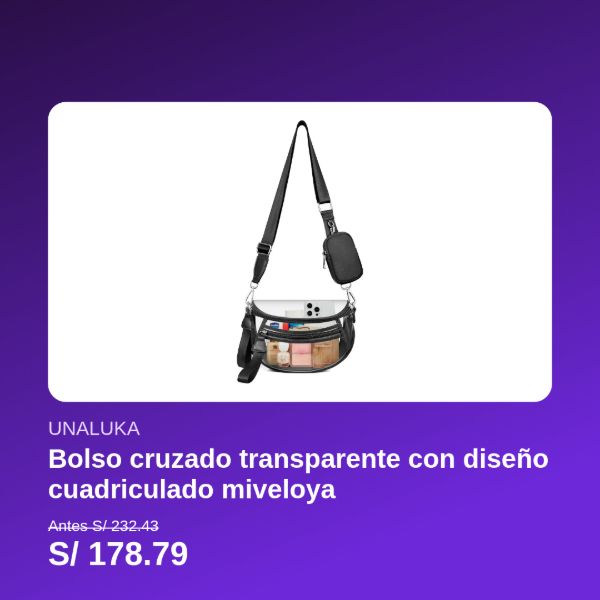 UNALUKA
Bolso cruzado transparente con diseño
cuadriculado miveloya
Antes S/ 232.43
S/ 178.79